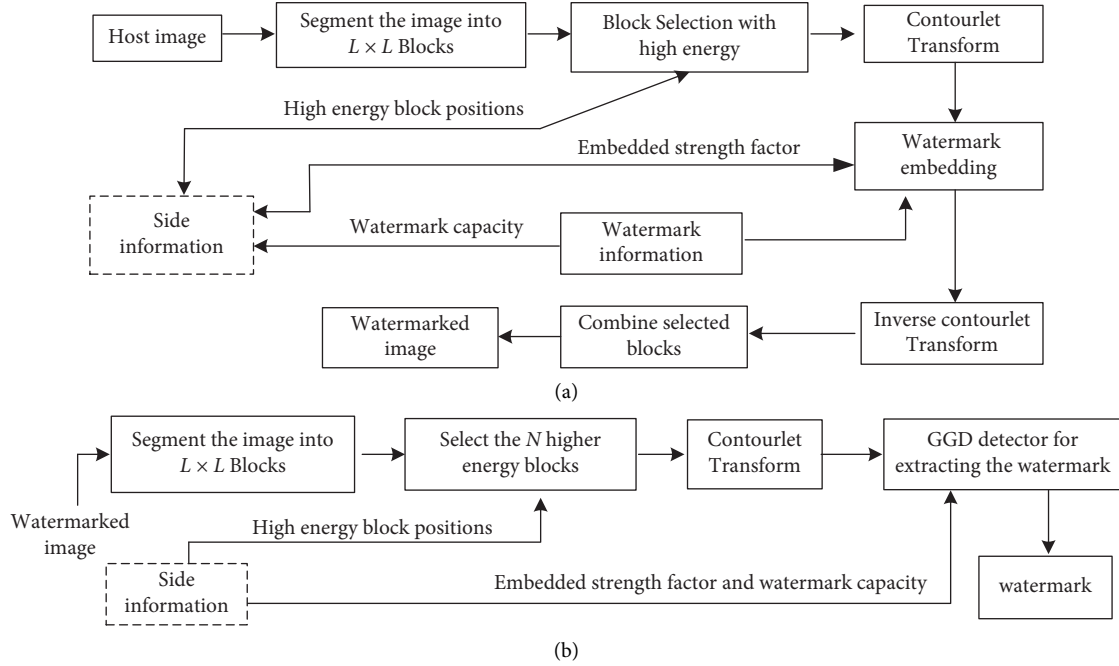 Host image
Segment the image into
L × L Blocks
Block Selection with
high energy
Contourlet
Transform
High energy block positions
Embedded strength factor
Watermark
embedding
Side
information
Watermark capacity
Watermark
information
Watermarked
image
Combine selected
blocks
Inverse contourlet
Transform
(a)
Segment the image into
L × L Blocks
Select the N higher
energy blocks
Contourlet
Transform
GGD detector for
extracting the watermark
Watermarked
image
High energy block positions
Side
information
Embedded strength factor and watermark capacity
watermark
(b)